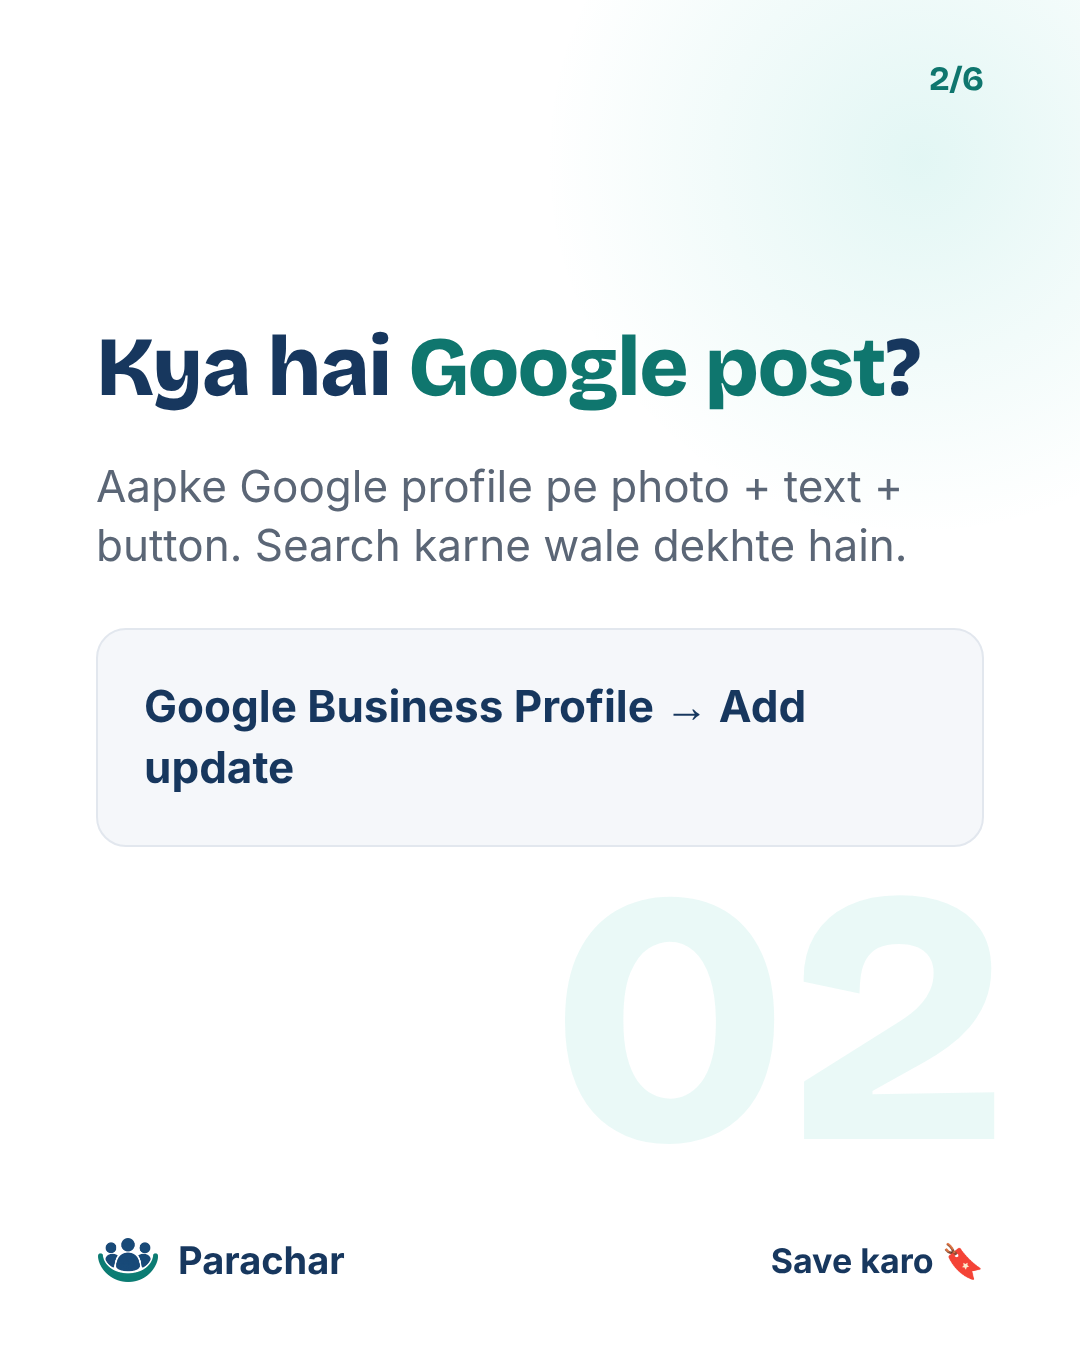 2/6
Kya hai Google post?
Aapke Google profile pe photo + text +
button. Search karne wale dekhte hain.
Google Business Profile → Add
update
02
Parachar
Save karo 🔖